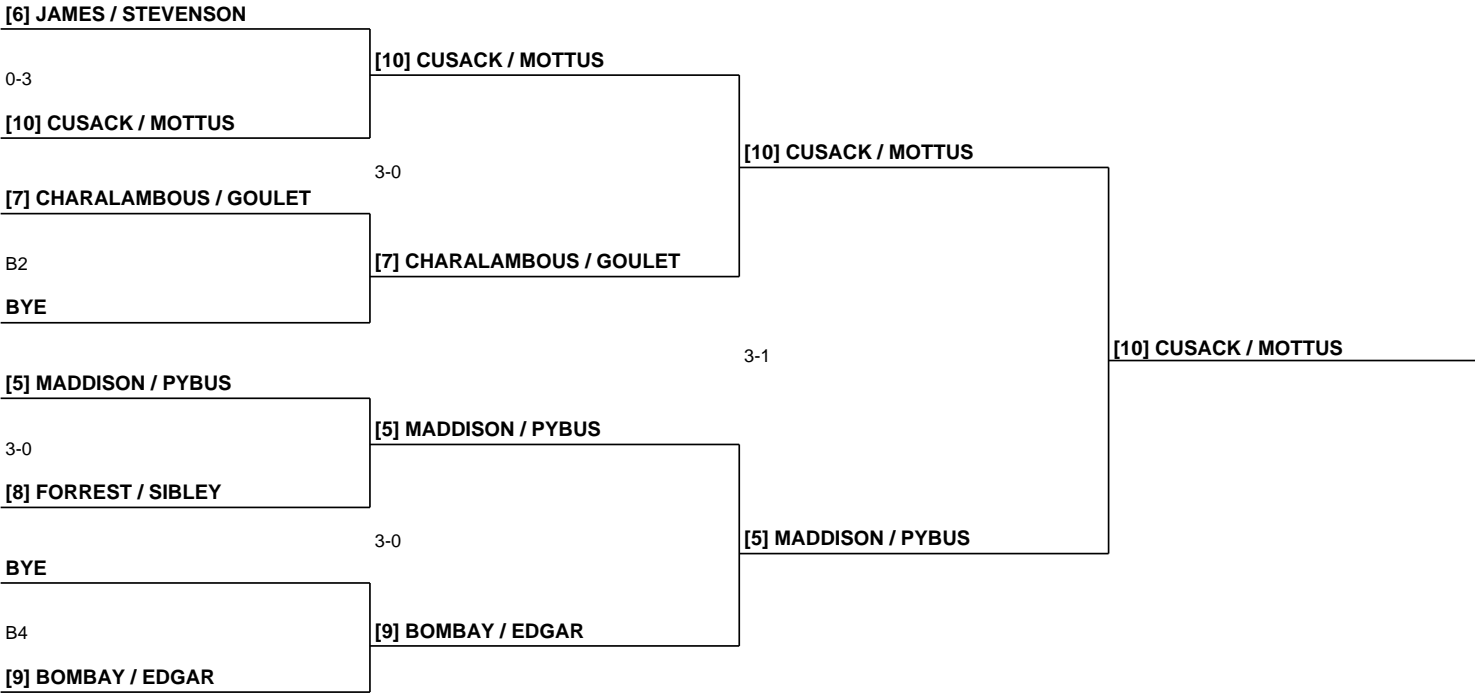 [6] JAMES / STEVENSON
0-3
[10] CUSACK / MOTTUS
[7] CHARALAMBOUS / GOULET
B2
BYE
[5] MADDISON / PYBUS
3-0
[8] FORREST / SIBLEY
BYE
B4
[9] BOMBAY / EDGAR
[10] CUSACK / MOTTUS
3-0
[7] CHARALAMBOUS / GOULET
[5] MADDISON / PYBUS
3-0
[9] BOMBAY / EDGAR
[10] CUSACK / MOTTUS
3-1
[5] MADDISON / PYBUS
[10] CUSACK / MOTTUS